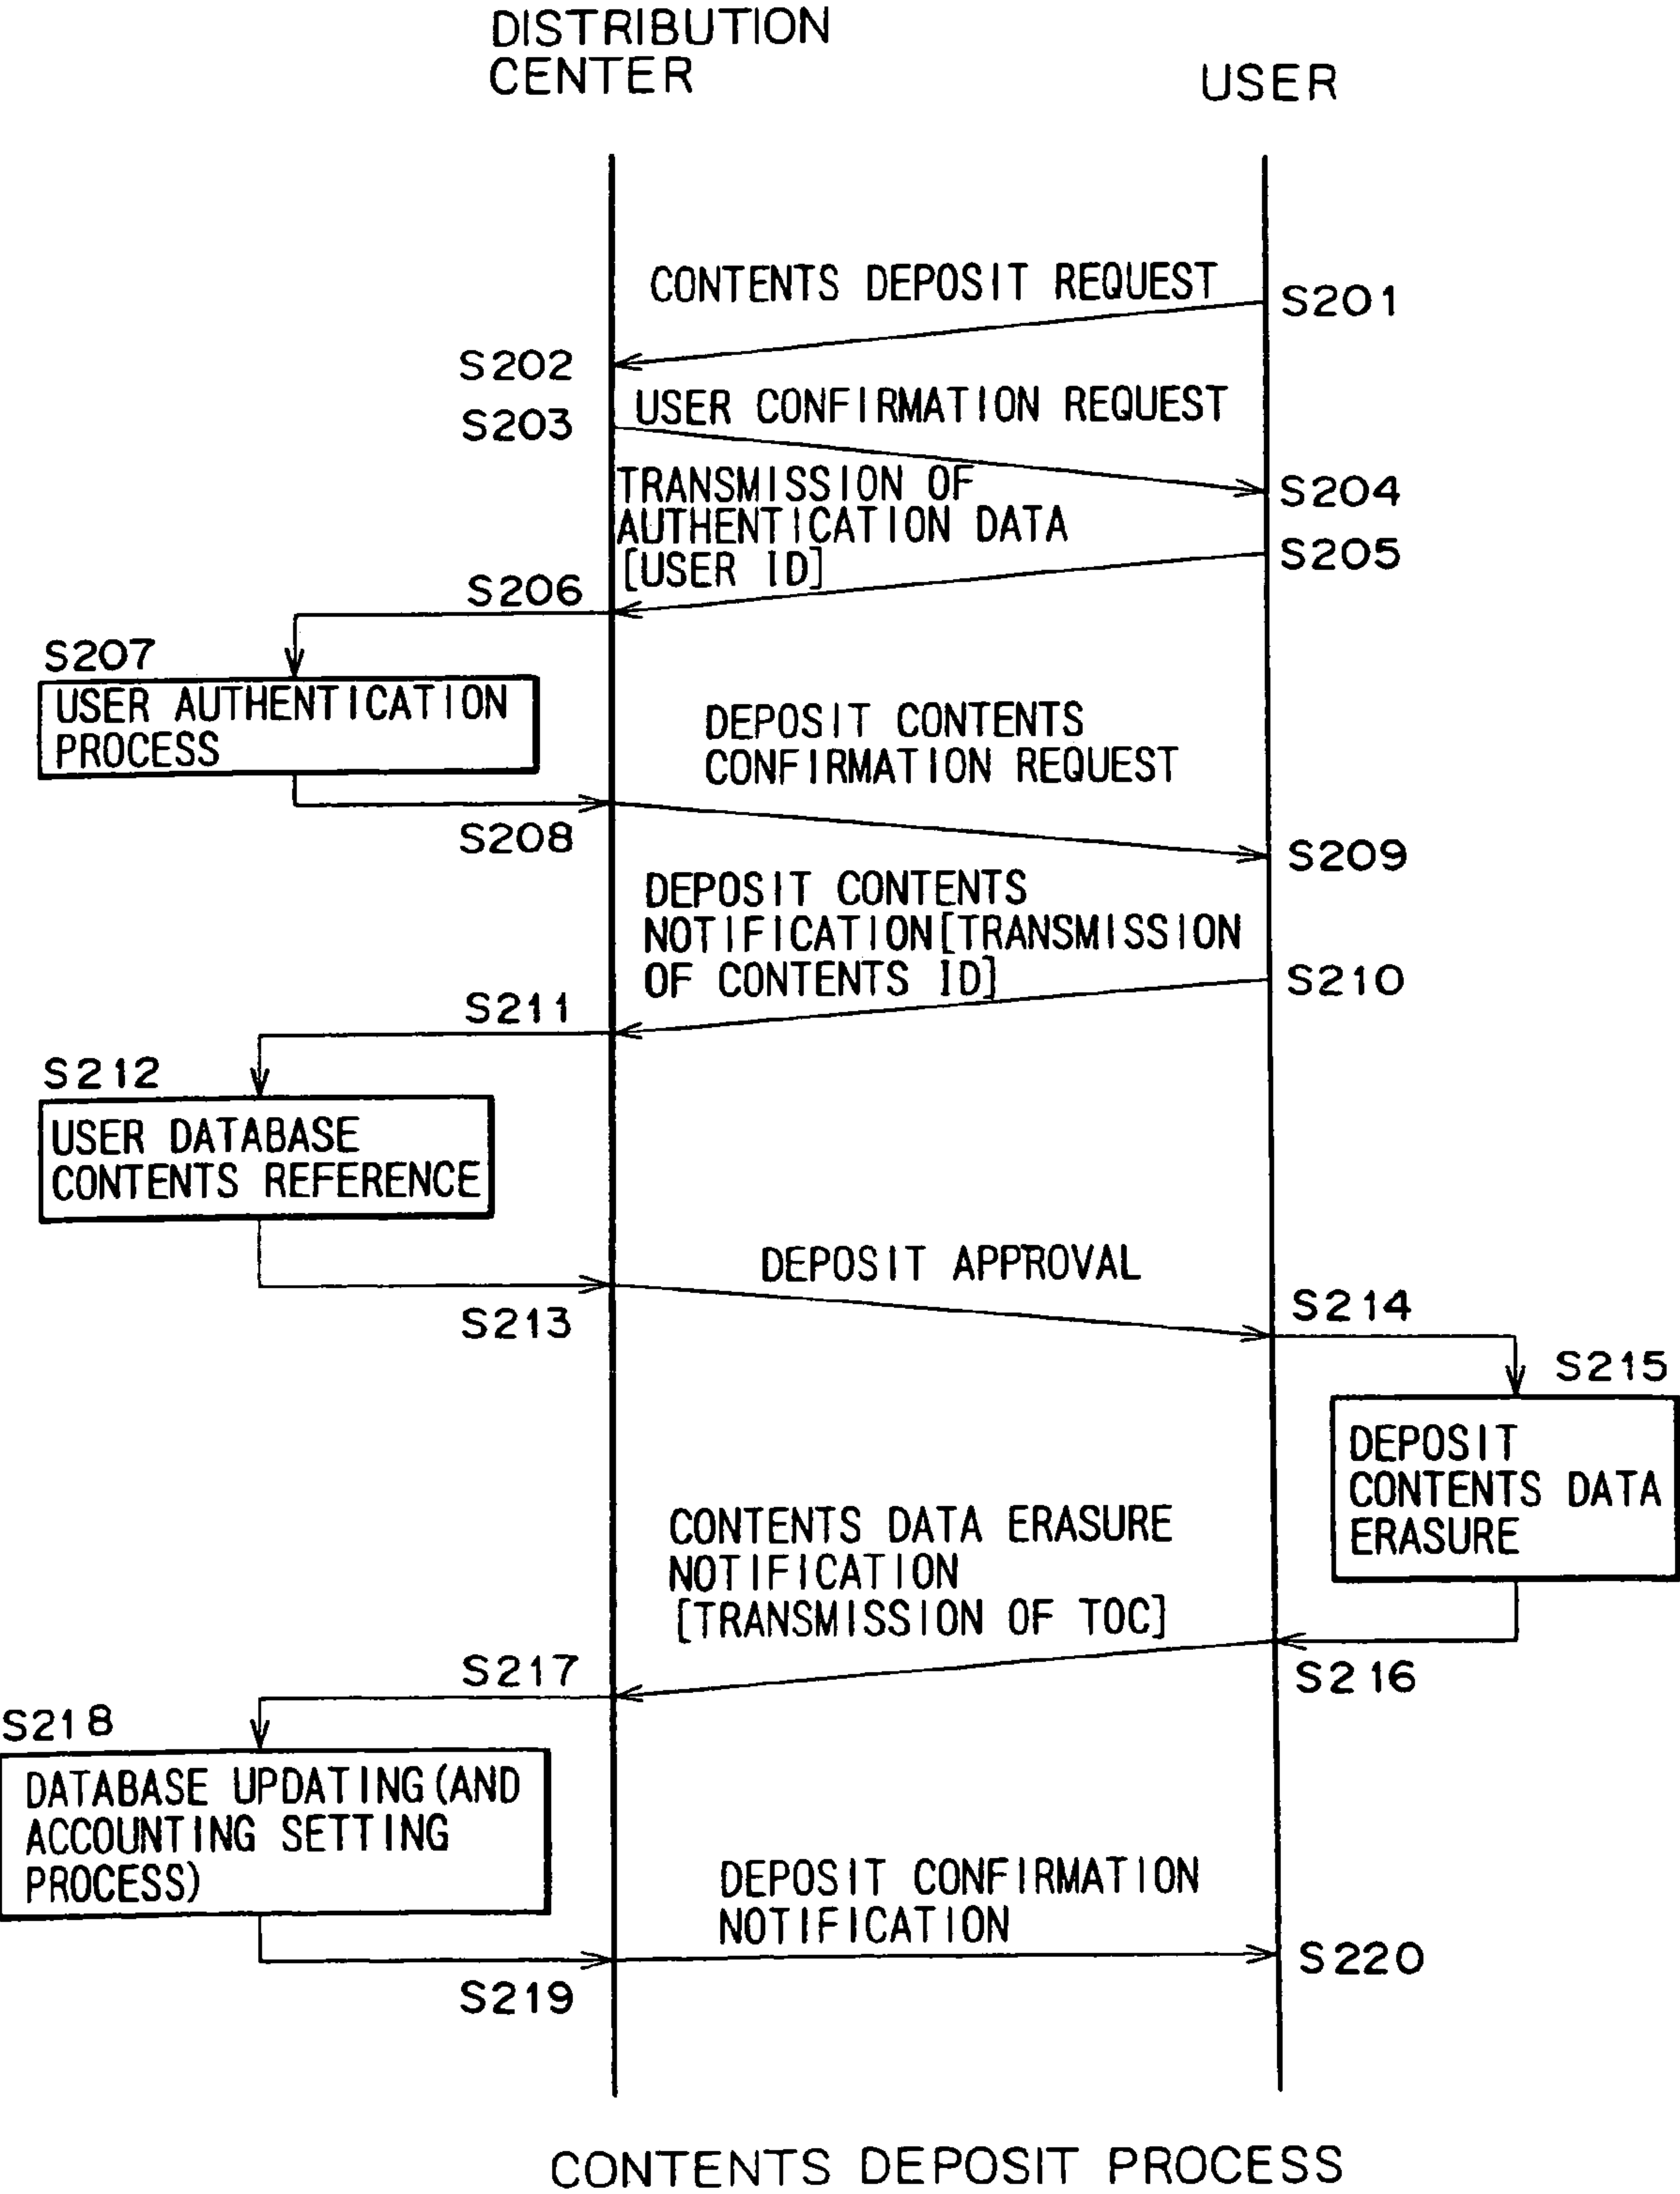 DISTRIBUTION
CENTER
USER
CONTENTS DEPOSIT REQUEST
S201
S202
USER CONFIRMATION REQUEST
S203
TRANSMISSION OF
AUTHENTICATION DATA
[USER ID]
S204
S205
S206
S207
USER AUTHENTICATION
PROCESS
DEPOSIT CONTENTS
CONFIRMATION REQUEST
S208
S209
DEPOSIT CONTENTS
NOTIFICATION[TRANSMISSION
OF CONTENTS ID]
S210
S211
S212
USER DATABASE
CONTENTS REFERENCE
DEPOSIT APPROVAL
S213
S214
S215
DEPOSIT
CONTENTS DATA
ERASURE
CONTENTS DATA ERASURE
NOTIFICATION
[TRANSMISSION OF TOC]
S216
S217
S218
DATABASE UPDATING(AND
ACCOUNTING SETTING
PROCESS)
DEPOSIT CONFIRMATION
NOTIFICATION
S219
S220
CONTENTS DEPOSIT PROCESS